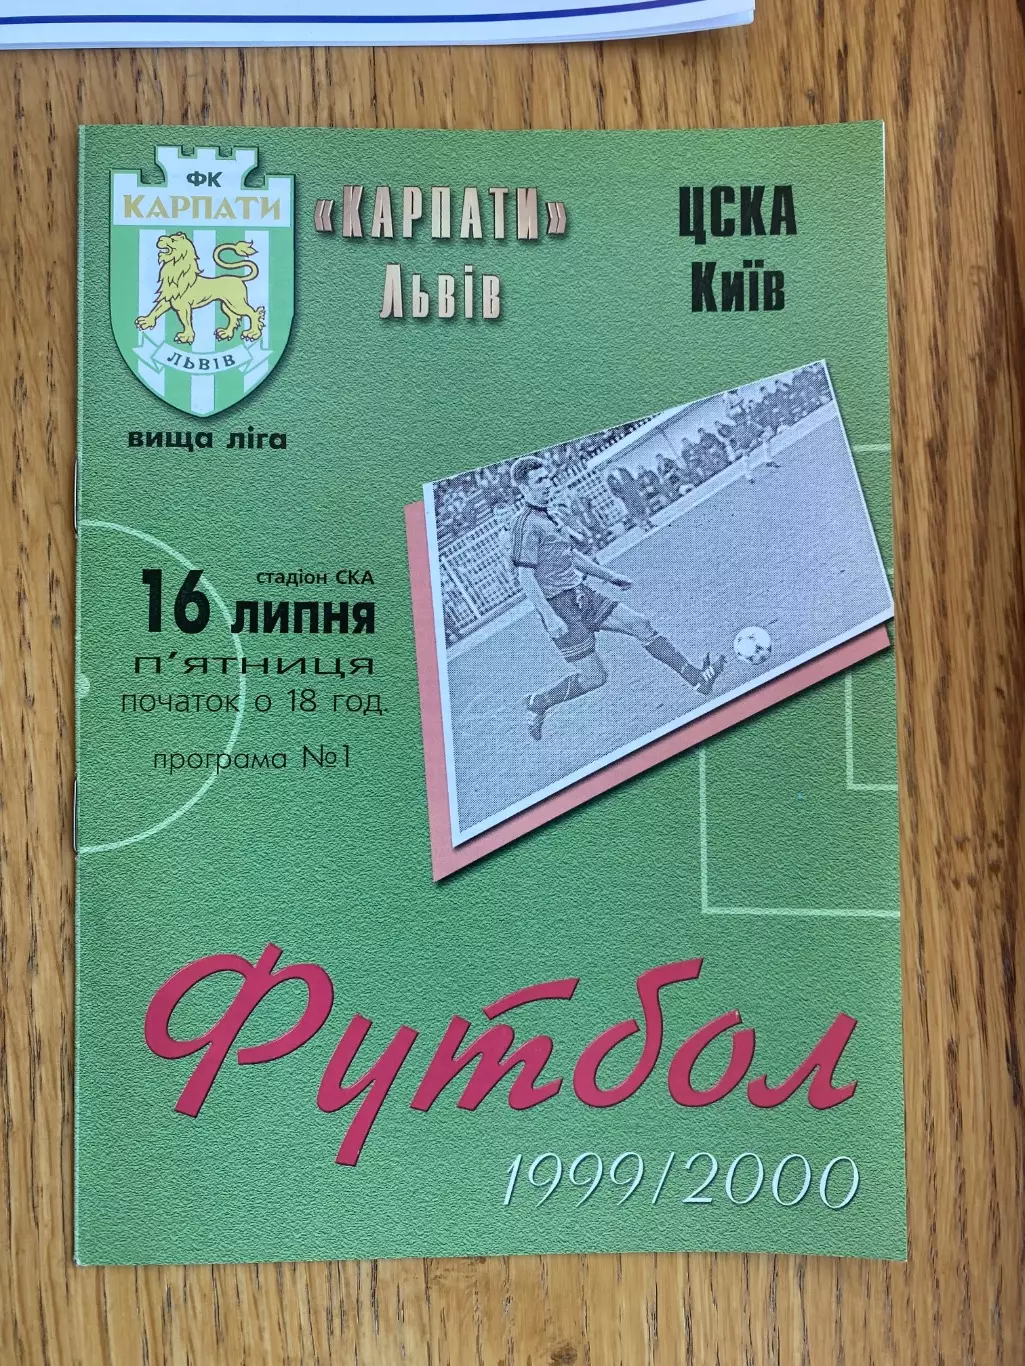 ФК
КАРПАТИ
ЛЬВІВ
вища ліга
«КАРПАТИ»
Львів
ЦСКА
Київ
стадіон СКА
16 липня
п'ятниця
початок о 18 год.
програма №1
Футбол
1999/2000